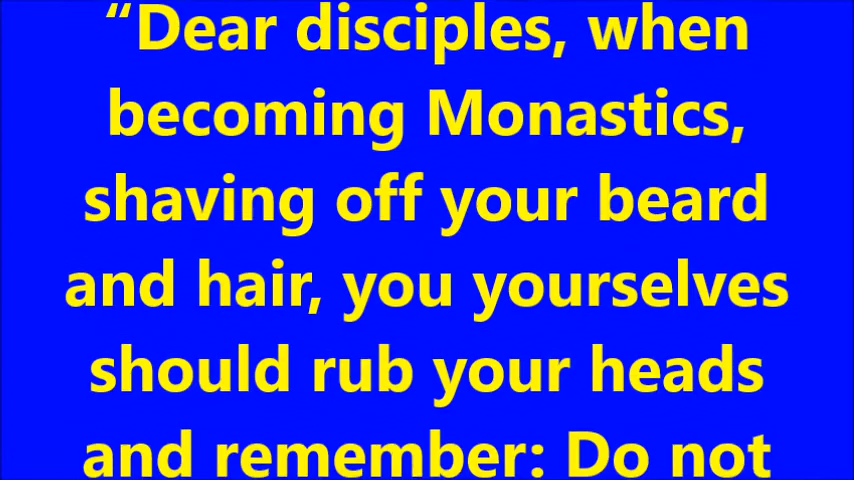 “Dear disciples, when
becoming Monastics,
shaving off your beard
and hair, you yourselves
should rub your heads
and remember: Do not